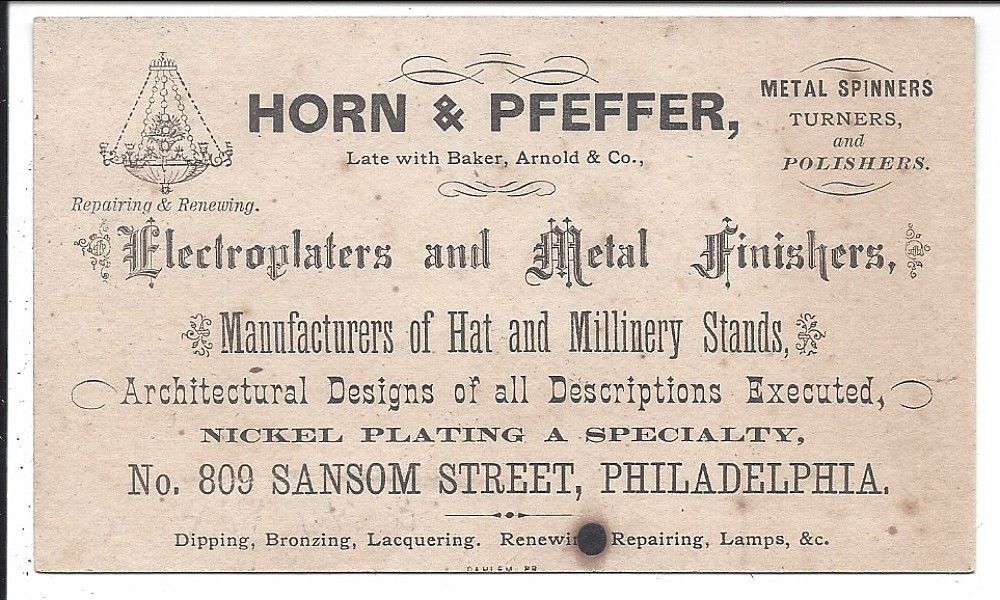 HORN & PFEFFER,
Late with Baker, Arnold & Co.,
METAL SPINNERS
TURNERS,
and
POLISHERS.
Repairing & Renewing.
Electroplaters and Metal Finishers,
Mannfacturers of Hat and Millinery Stands,
Architectural Designs of all Descriptions Executed,
NICKEL PLATING A SPECIALTY,
No. 809 SANSOM STREET, PHILADELPHIA.
Dipping, Bronzing, Lacquering. Repairing, Lamps, &c.